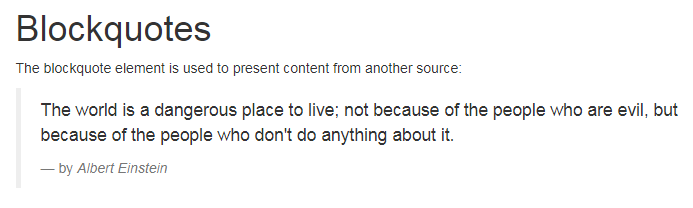 Blockquotes
The blockquote element is used to present content from another source:
The world is a dangerous place to live; not because of the people who are evil, but
because of the people who don't do anything about it.
— by Albert Einstein